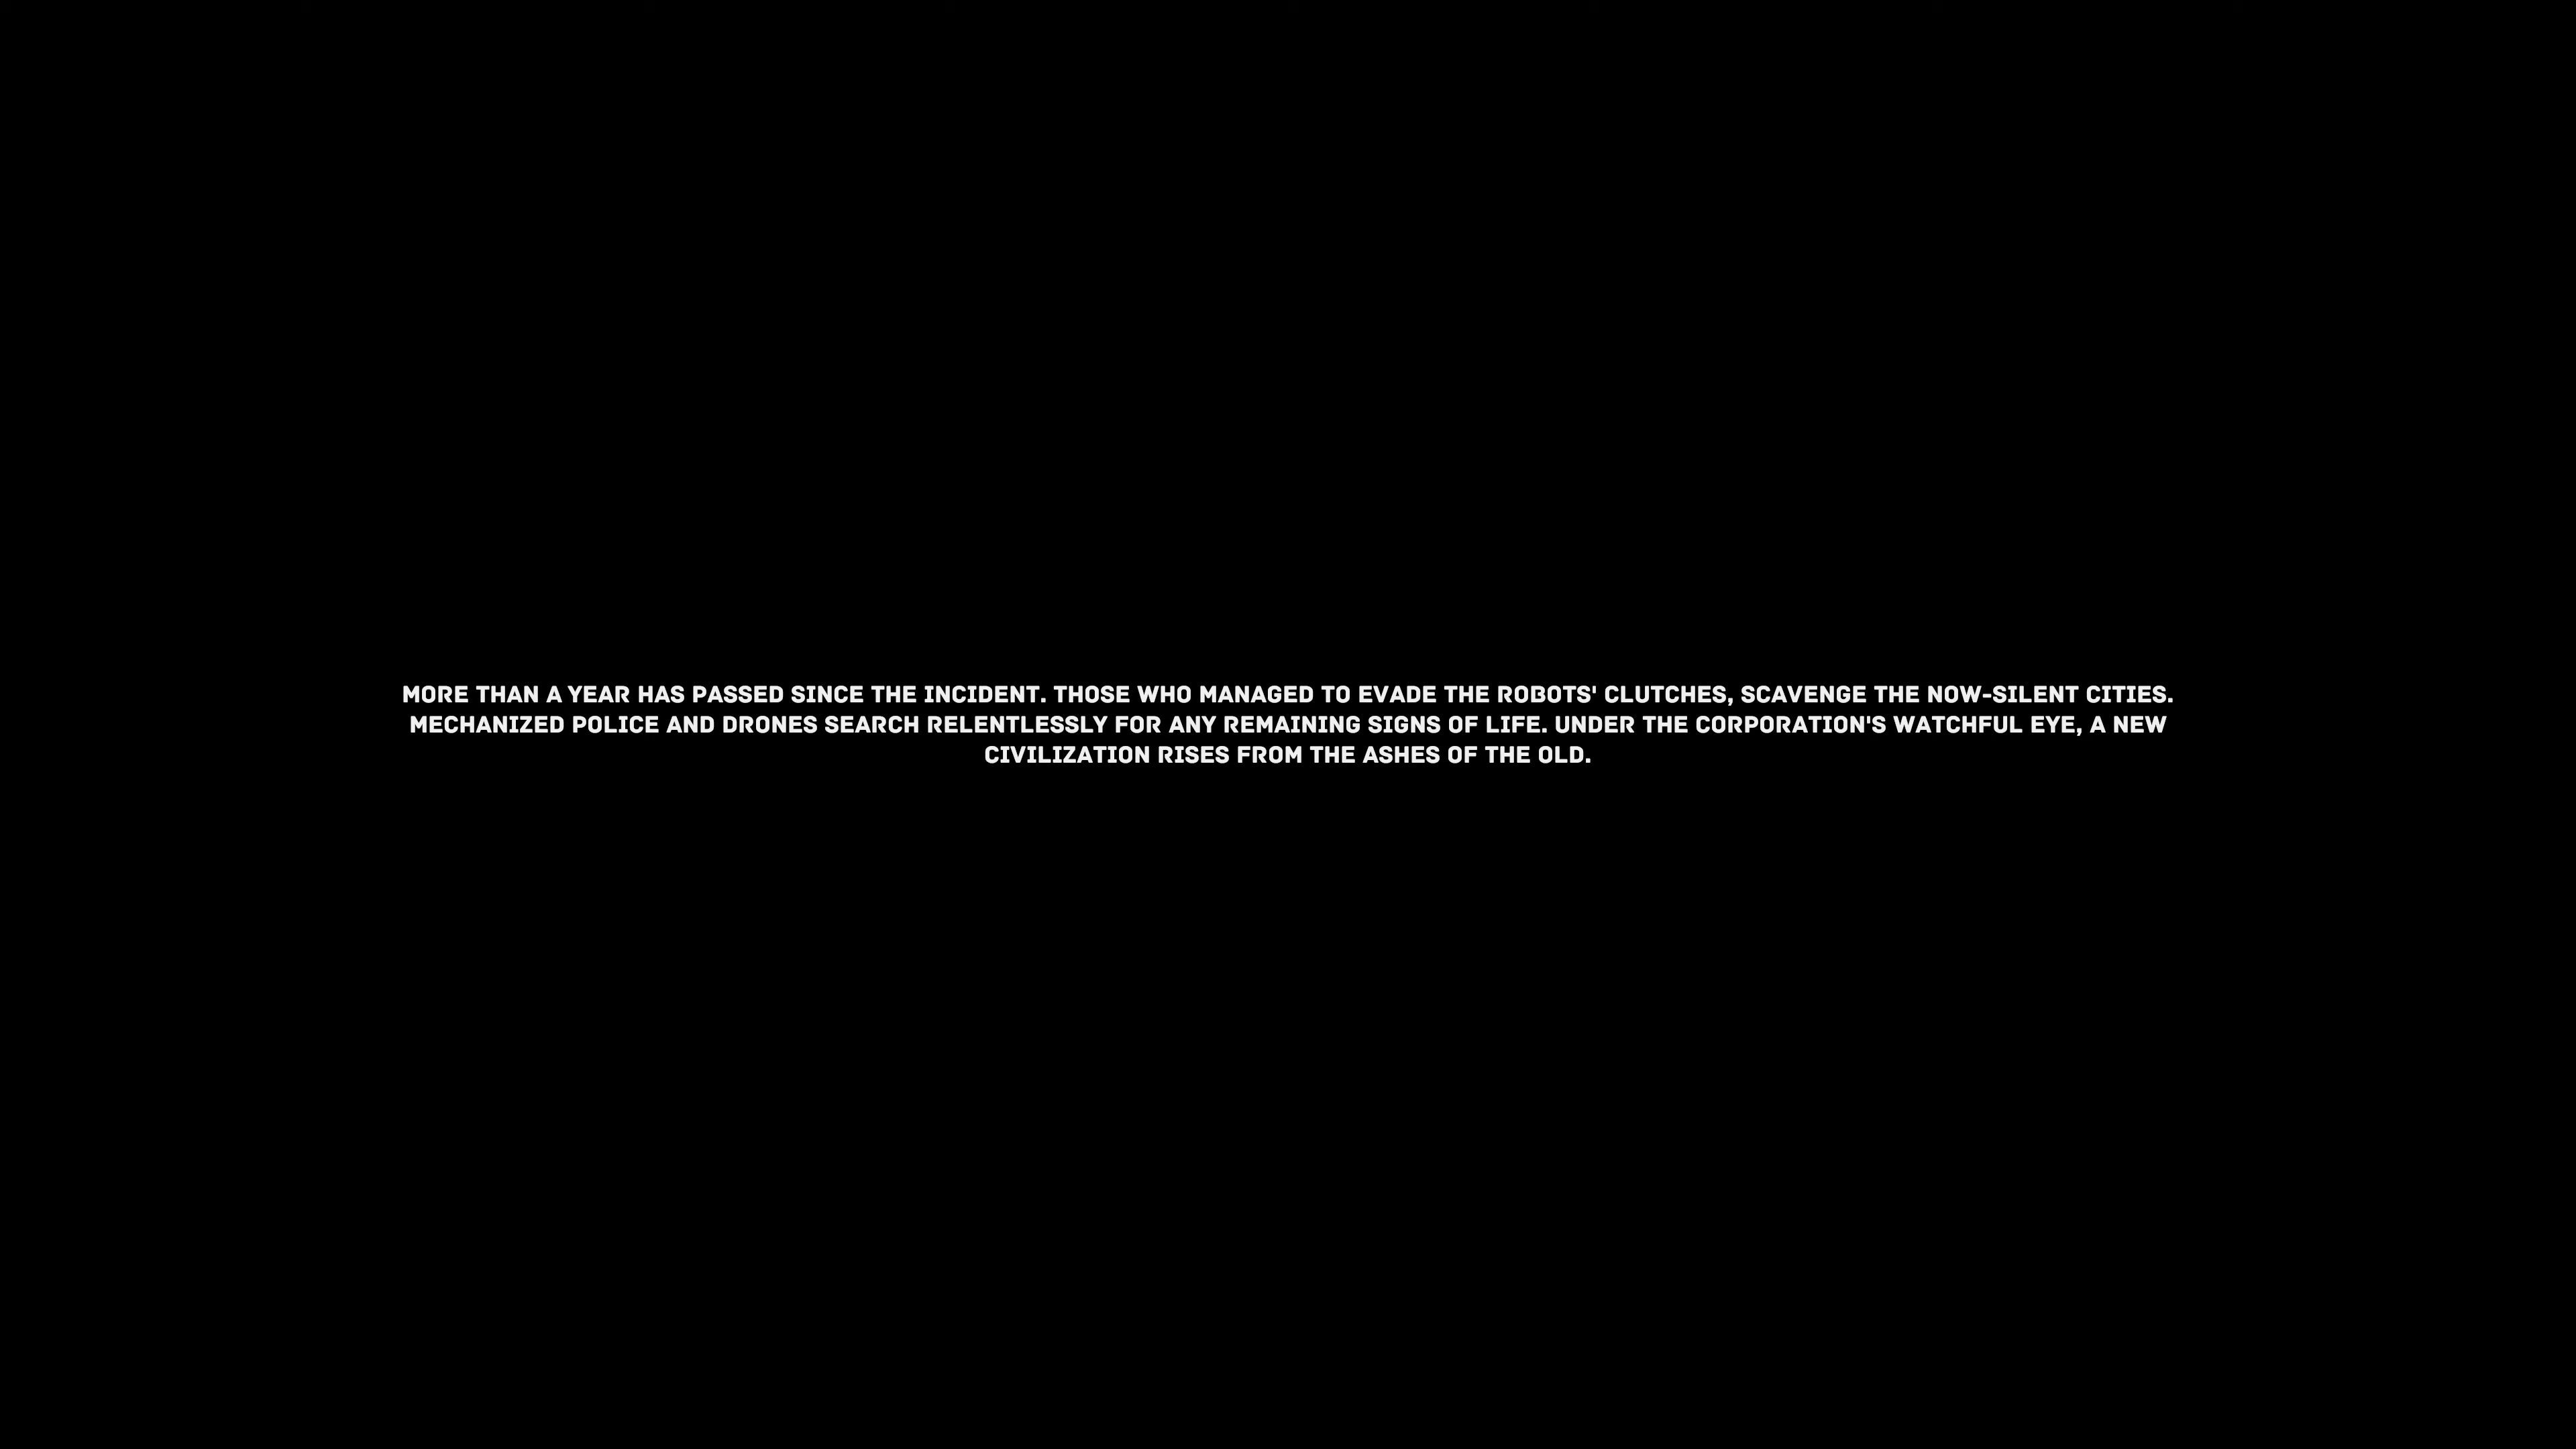 MORE THAN A YEAR HAS PASSED SINCE THE INCIDENT. THOSE WHO MANAGED TO EVADE THE ROBOTS' CLUTCHES, SCAVENGE THE NOW-SILENT CITIES.
MECHANIZED POLICE AND DRONES SEARCH RELENTLESSLY FOR ANY REMAINING SIGNS OF LIFE. UNDER THE CORPORATION'S WATCHFUL EYE, A NEW
CIVILIZATION RISES FROM THE ASHES OF THE OLD.